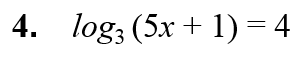 4. log₃ (5x + 1) = 4